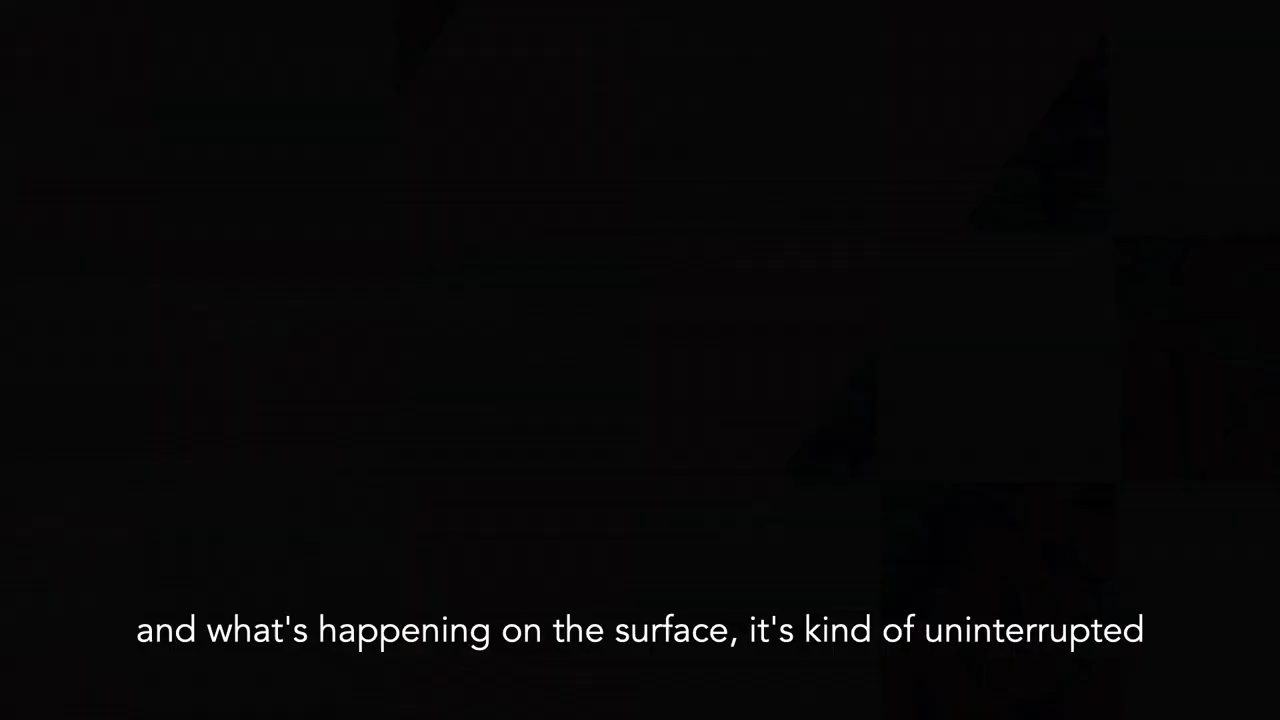 and what's happening on the surface, it's kind of uninterrupted